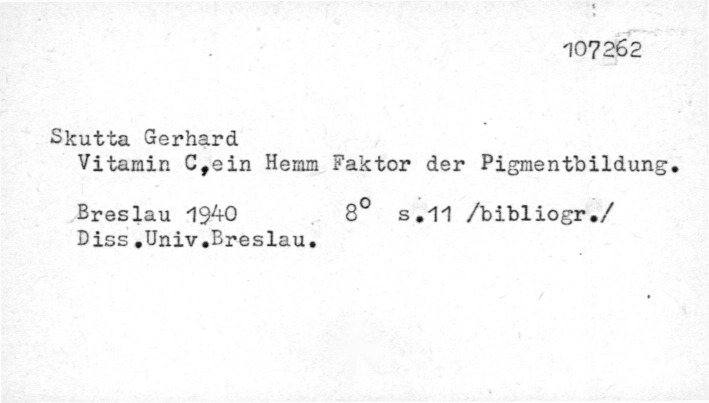 107262
Skutta Gerhard
Vitamin C,ein Hemm Faktor der Pigmentbildung.
Breslau 1940 8° s.11 /bibliogr./
Diss.Univ.Breslau.